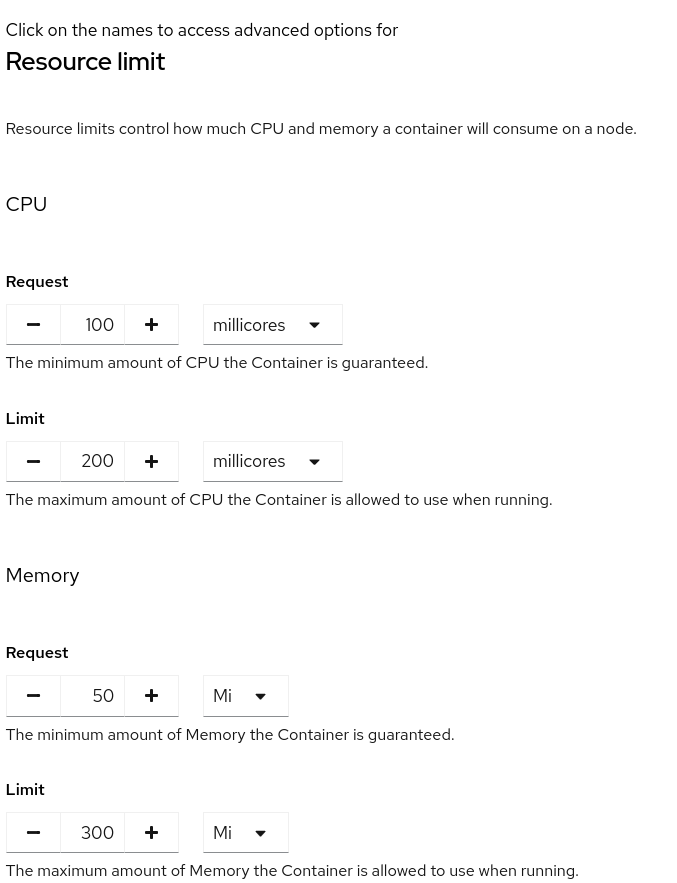 Click on the names to access advanced options for
Resource limit
Resource limits control how much CPU and memory a container will consume on a node.
CPU
Request
100 millicores
The minimum amount of CPU the Container is guaranteed.
Limit
200 millicores
The maximum amount of CPU the Container is allowed to use when running.
Memory
Request
50 Mi
The minimum amount of Memory the Container is guaranteed.
Limit
300 Mi
The maximum amount of Memory the Container is allowed to use when running.